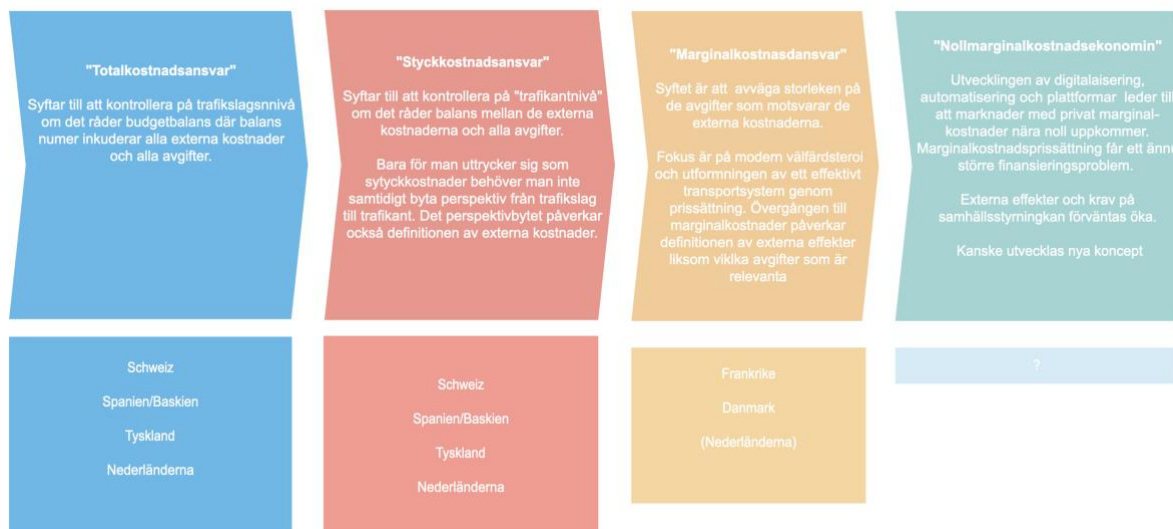 "Totalkostnadsansvar"
Syftar till att kontrollera på trafikslagsnnivå
om det råder budgetbalans där balans
numer inkuderar alla externa kostnader
och alla avgifter.
"Styckkostnadsansvar"
Syftar till att kontrollera på "trafikantnivå"
om det råder balans mellan de externa
kostnaderna och alla avgifter.
Bara för man uttrycker sig som
sytyckkostnader behöver man inte
samtidigt byta perspektiv från trafikslag
till trafikant. Det perspektivbytet påverkar
också definitionen av externa kostnader.
"Marginalkostnasdansvar"
Syftet är att avväga storleken på
de avgifter som motsvarar de
externa kostnaderna.
Fokus är på modern välfärdsteroi
och utformningen av ett effektivt
transportsystem genom
prissättning. Övergången till
marginalkostnader påverkar
definitionen av externa effekter
liksom viklka avgifter som är
relevanta
"Nollmarginalkostnadsekonomin"
Utvecklingen av digitalaisering,
automatisering och plattformar leder till
att marknader med privat marginal-
kostnader nära noll uppkommer.
Marginalkostnadsprissättning får ett ännu
större finansieringsproblem.
Externa effekter och krav på
samhällsstyrningkan förväntas öka.
Kanske utvecklas nya koncept
Schweiz
Spanien/Baskien
Tyskland
Nederländerna
Schweiz
Spanien/Baskien
Tyskland
Nederländerna
Frankrike
Danmark
(Nederländerna)
?